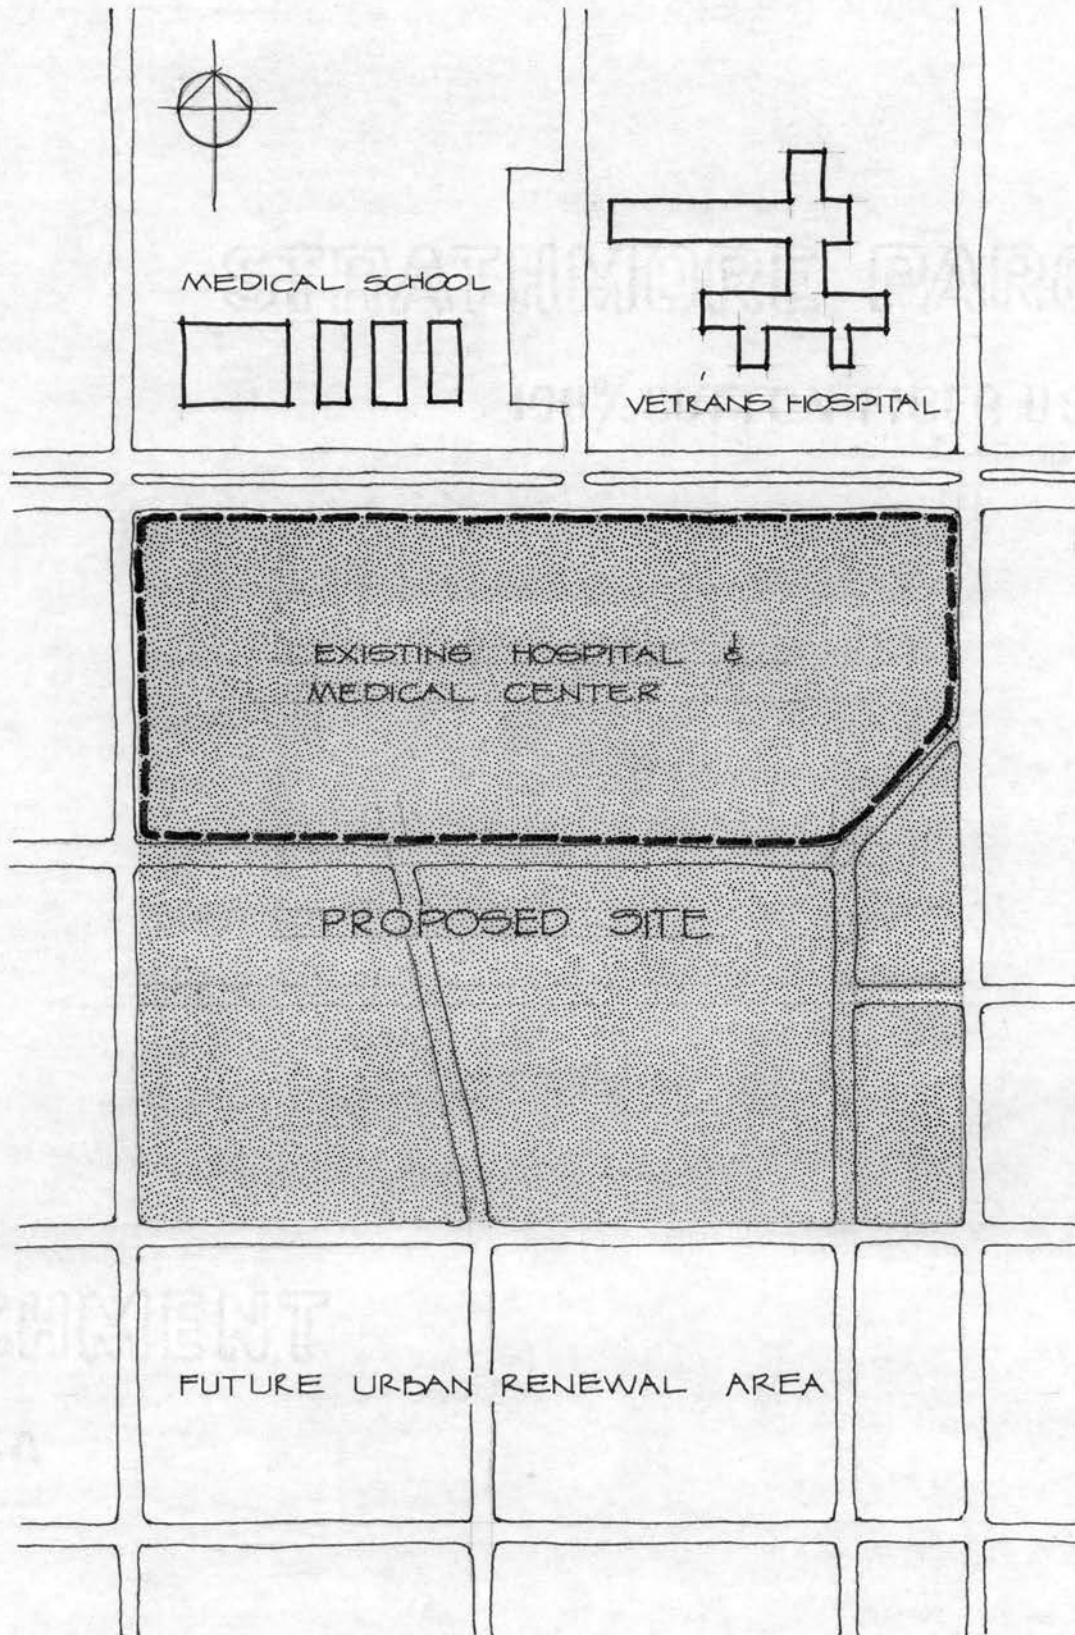 MEDICAL SCHOOL
VETRANS HOSPITAL
EXISTING HOSPITAL &
MEDICAL CENTER
PROPOSED SITE
FUTURE URBAN RENEWAL AREA